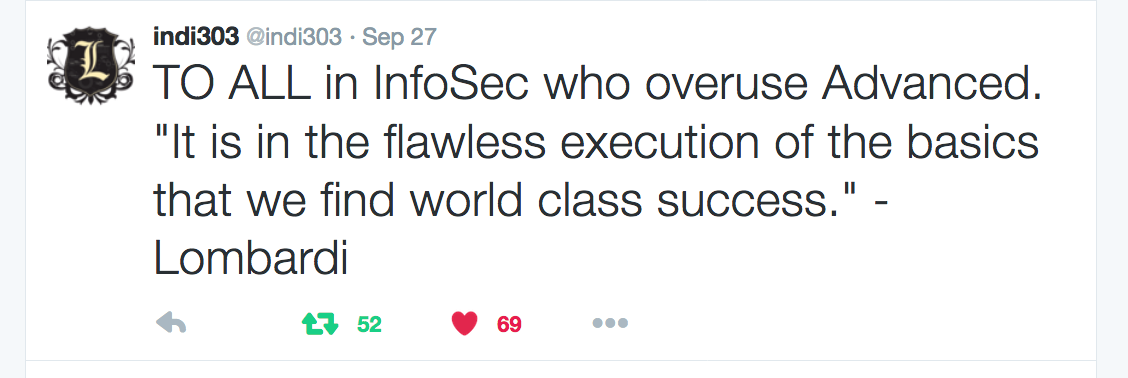 indi303 @indi303 · Sep 27
TO ALL in InfoSec who overuse Advanced.
"It is in the flawless execution of the basics
that we find world class success." -
Lombardi
52 69
L